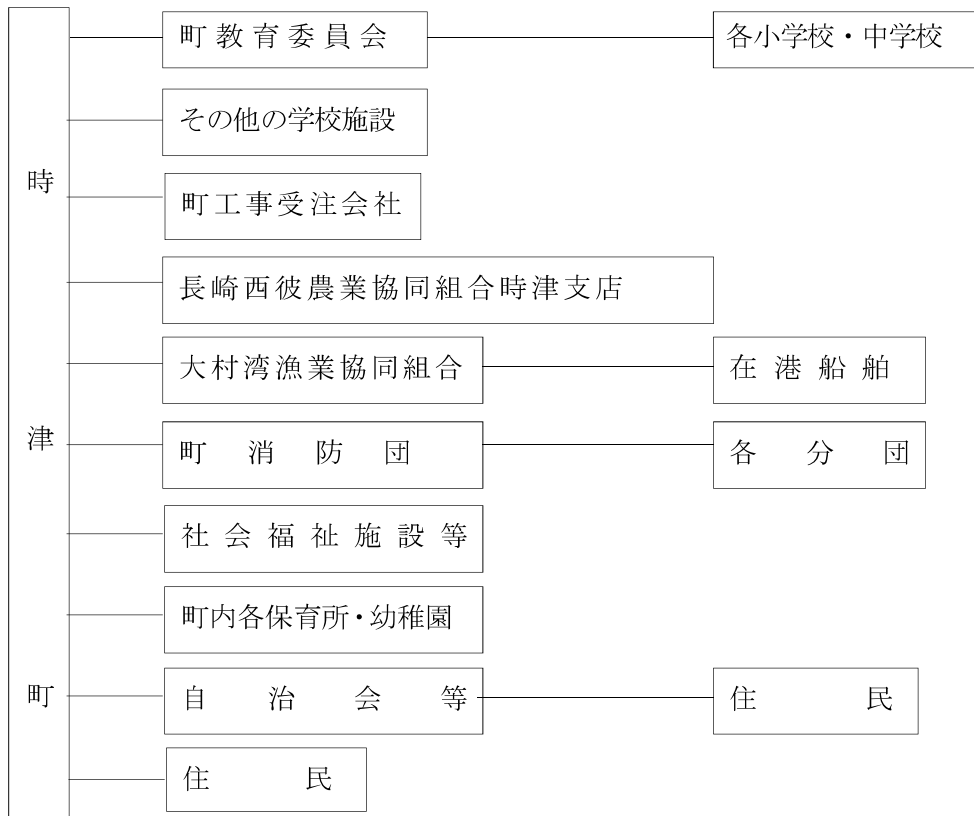 時津町
町教育委員会
各小学校・中学校
その他の学校施設
町工事受注会社
長崎西彼農業協同組合時津支店
大村湾漁業協同組合
在港船舶
町消防団
各分団
社会福祉施設等
町内各保育所・幼稚園
自治会等
住民
住民